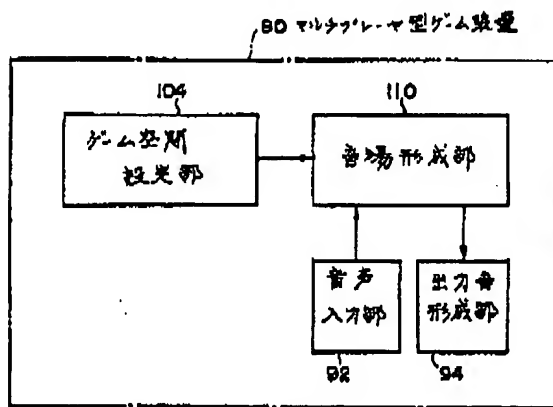 80 マルチプレーヤ型ゲーム装置
104
110
ゲーム空間
設定部
音場形成部
音声
入力部
出力音
形成部
92
94